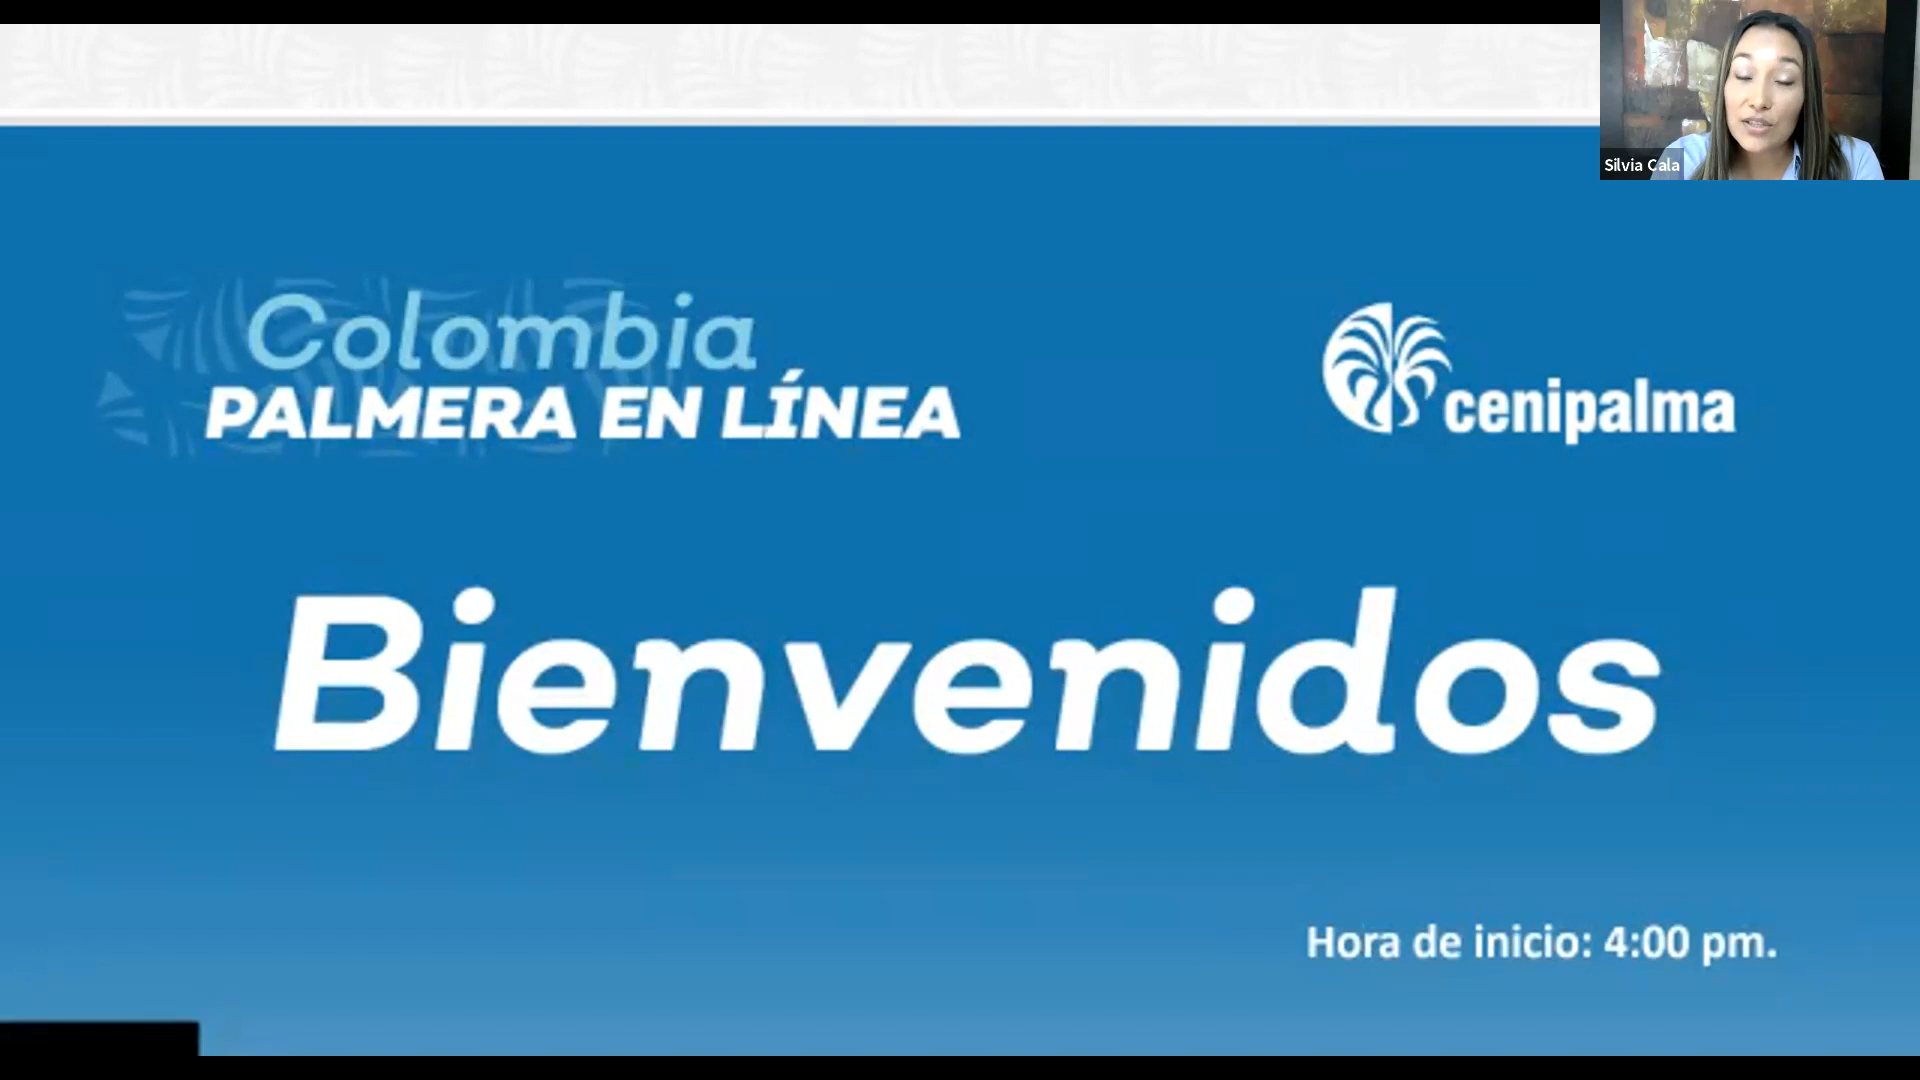 Silvia Cala
Colombia
PALMERA EN LÍNEA
cenipalma
Bienvenidos
Hora de inicio: 4:00 pm.